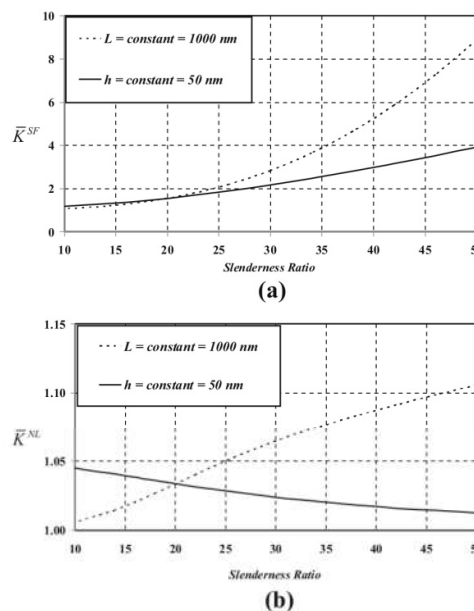 10
L = constant = 1000 nm
8
h = constant = 50 nm
6
K̅ SF
4
2
0
10 15 20 25 30 35 40 45 50
Slenderness Ratio
(a)
1.15
L = constant = 1000 nm
h = constant = 50 nm
1.10
K̅ NL
1.05
1.00
10 15 20 25 30 35 40 45
Slenderness Ratio
(b)